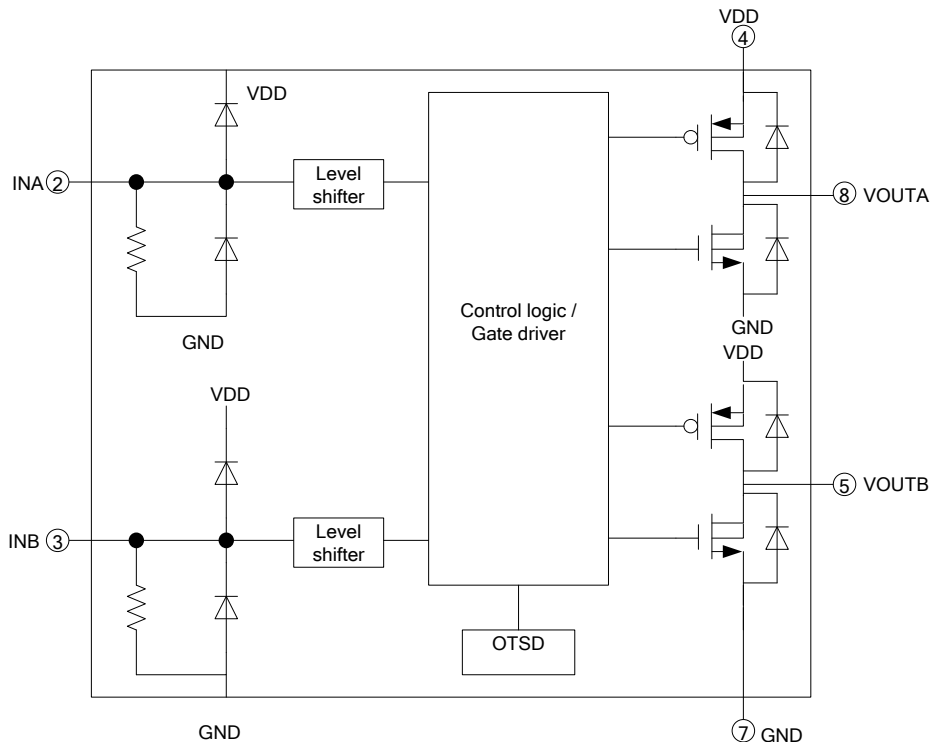 VDD
4
VDD
INA 2
Level
shifter
8 VOUTA
Control logic /
Gate driver
GND
GND
VDD
VDD
5 VOUTB
INB 3
Level
shifter
OTSD
GND
7 GND